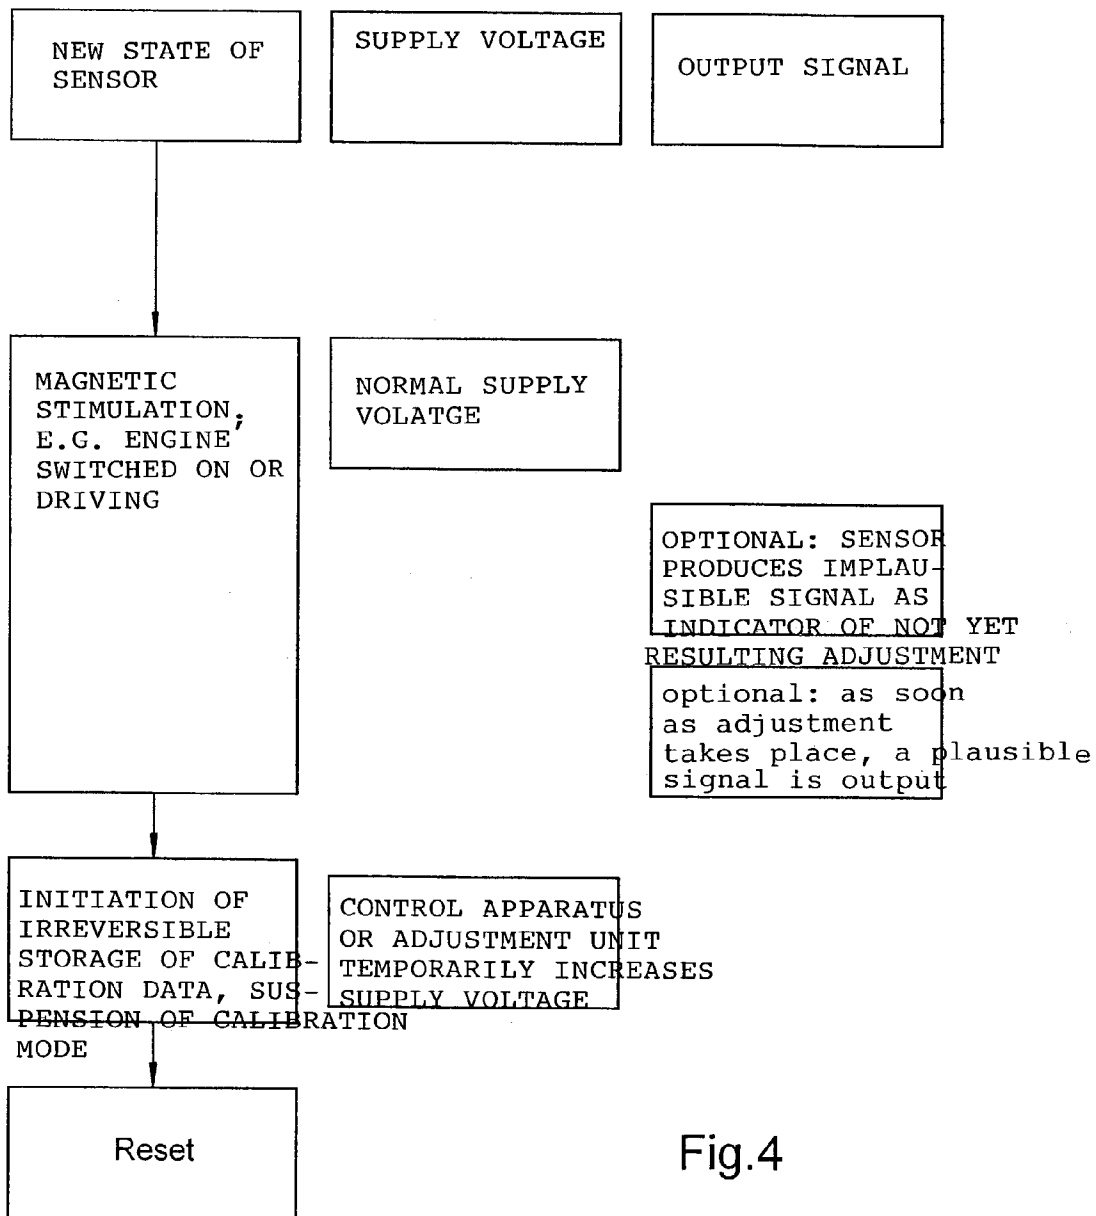 NEW STATE OF
SENSOR
SUPPLY VOLTAGE
OUTPUT SIGNAL
MAGNETIC
STIMULATION,
E.G. ENGINE
SWITCHED ON OR
DRIVING
NORMAL SUPPLY
VOLATGE
OPTIONAL: SENSOR
PRODUCES IMPLAU-
SIBLE SIGNAL AS
INDICATOR OF NOT YET
RESULTING ADJUSTMENT
optional: as soon
as adjustment
takes place, a plausible
signal is output
INITIATION OF
IRREVERSIBLE
STORAGE OF CALIB-
RATION DATA, SUS-
PENSION OF CALIBRATION
MODE
CONTROL APPARATUS
OR ADJUSTMENT UNIT
TEMPORARILY INCREASES
SUPPLY VOLTAGE
Reset
Fig.4